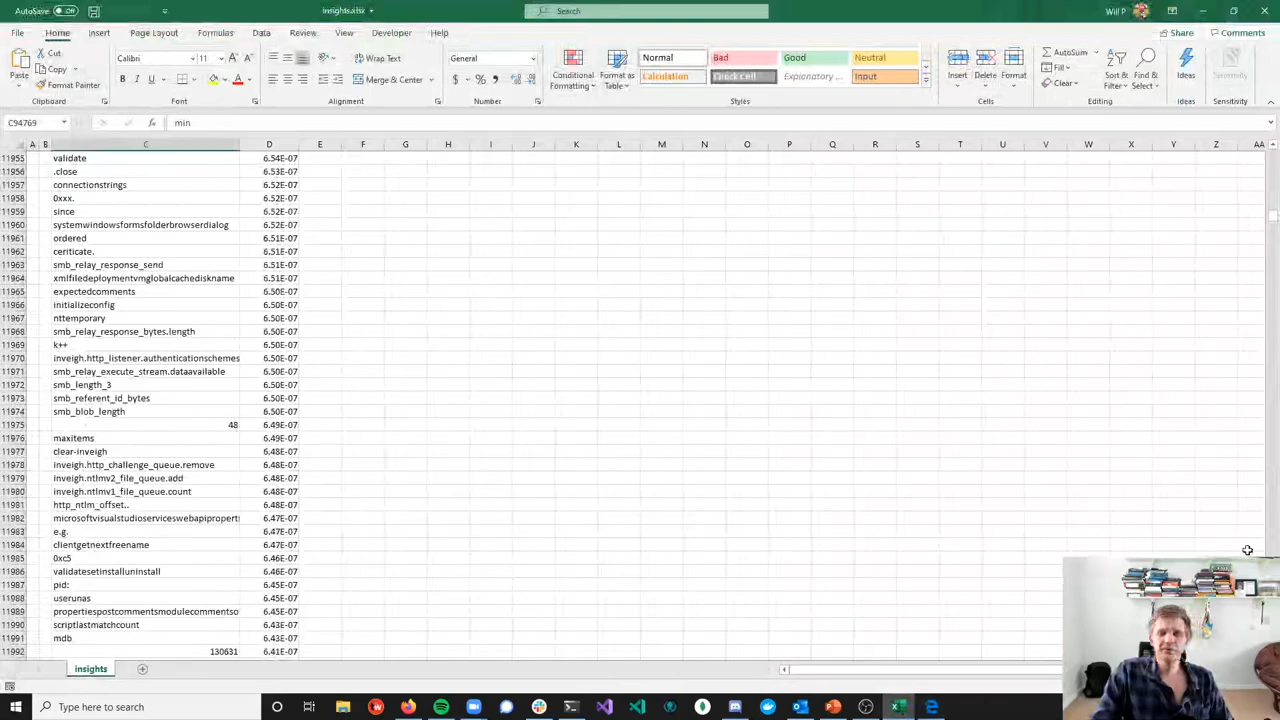 AutoSave Off
insights.xlsx
Search
Will P
File Home Insert Page Layout Formulas Data Review View Developer Help
Share Comments
Paste
Cut
Copy
Format Painter
Clipboard
Calibri 11
B I U
Font
Wrap Text
Merge & Center
Alignment
General
Number
Conditional Formatting
Format as Table
Normal Bad Good Neutral
Calculation Check Cell Explanatory ... Input
Styles
Insert Delete Format
Cells
AutoSum
Fill
Clear
Sort & Filter
Find & Select
Editing
Ideas
Ideas
Sensitivity
Sensitivity
C94769 min
A B C D E F G H I J K L M N O P Q R S T U V W X Y Z AA
11955 validate 6.54E-07
11956 .close 6.53E-07
11957 connectionstrings 6.52E-07
11958 0xxx. 6.52E-07
11959 since 6.52E-07
11960 systemwindowsformsfolderbrowserdialog 6.52E-07
11961 ordered 6.51E-07
11962 ceriticate. 6.51E-07
11963 smb_relay_response_send 6.51E-07
11964 xmlfiledeploymentvmglobalcachediskname 6.51E-07
11965 expectedcomments 6.50E-07
11966 initializeconfig 6.50E-07
11967 nttemporary 6.50E-07
11968 smb_relay_response_bytes.length 6.50E-07
11969 k++ 6.50E-07
11970 inveigh.http_listener.authenticationschemes 6.50E-07
11971 smb_relay_execute_stream.dataavailable 6.50E-07
11972 smb_length_3 6.50E-07
11973 smb_referent_id_bytes 6.50E-07
11974 smb_blob_length 6.50E-07
11975 48 6.49E-07
11976 maxitems 6.49E-07
11977 clear-inveigh 6.48E-07
11978 inveigh.http_challenge_queue.remove 6.48E-07
11979 inveigh.ntlmv2_file_queue.add 6.48E-07
11980 inveigh.ntlmv1_file_queue.count 6.48E-07
11981 http_ntlm_offset.. 6.48E-07
11982 microsoftvisualstudioserviceswebapipropert 6.47E-07
11983 e.g. 6.47E-07
11984 clientgetnextfreename 6.47E-07
11985 0xc5 6.46E-07
11986 validatesetinstalluninstall 6.46E-07
11987 pid: 6.45E-07
11988 userunas 6.45E-07
11989 propertiespostcommentsmodulecommentso 6.45E-07
11990 scriptlastmatchcount 6.43E-07
11991 mdb 6.43E-07
11992 130631 6.41E-07
insights
Type here to search